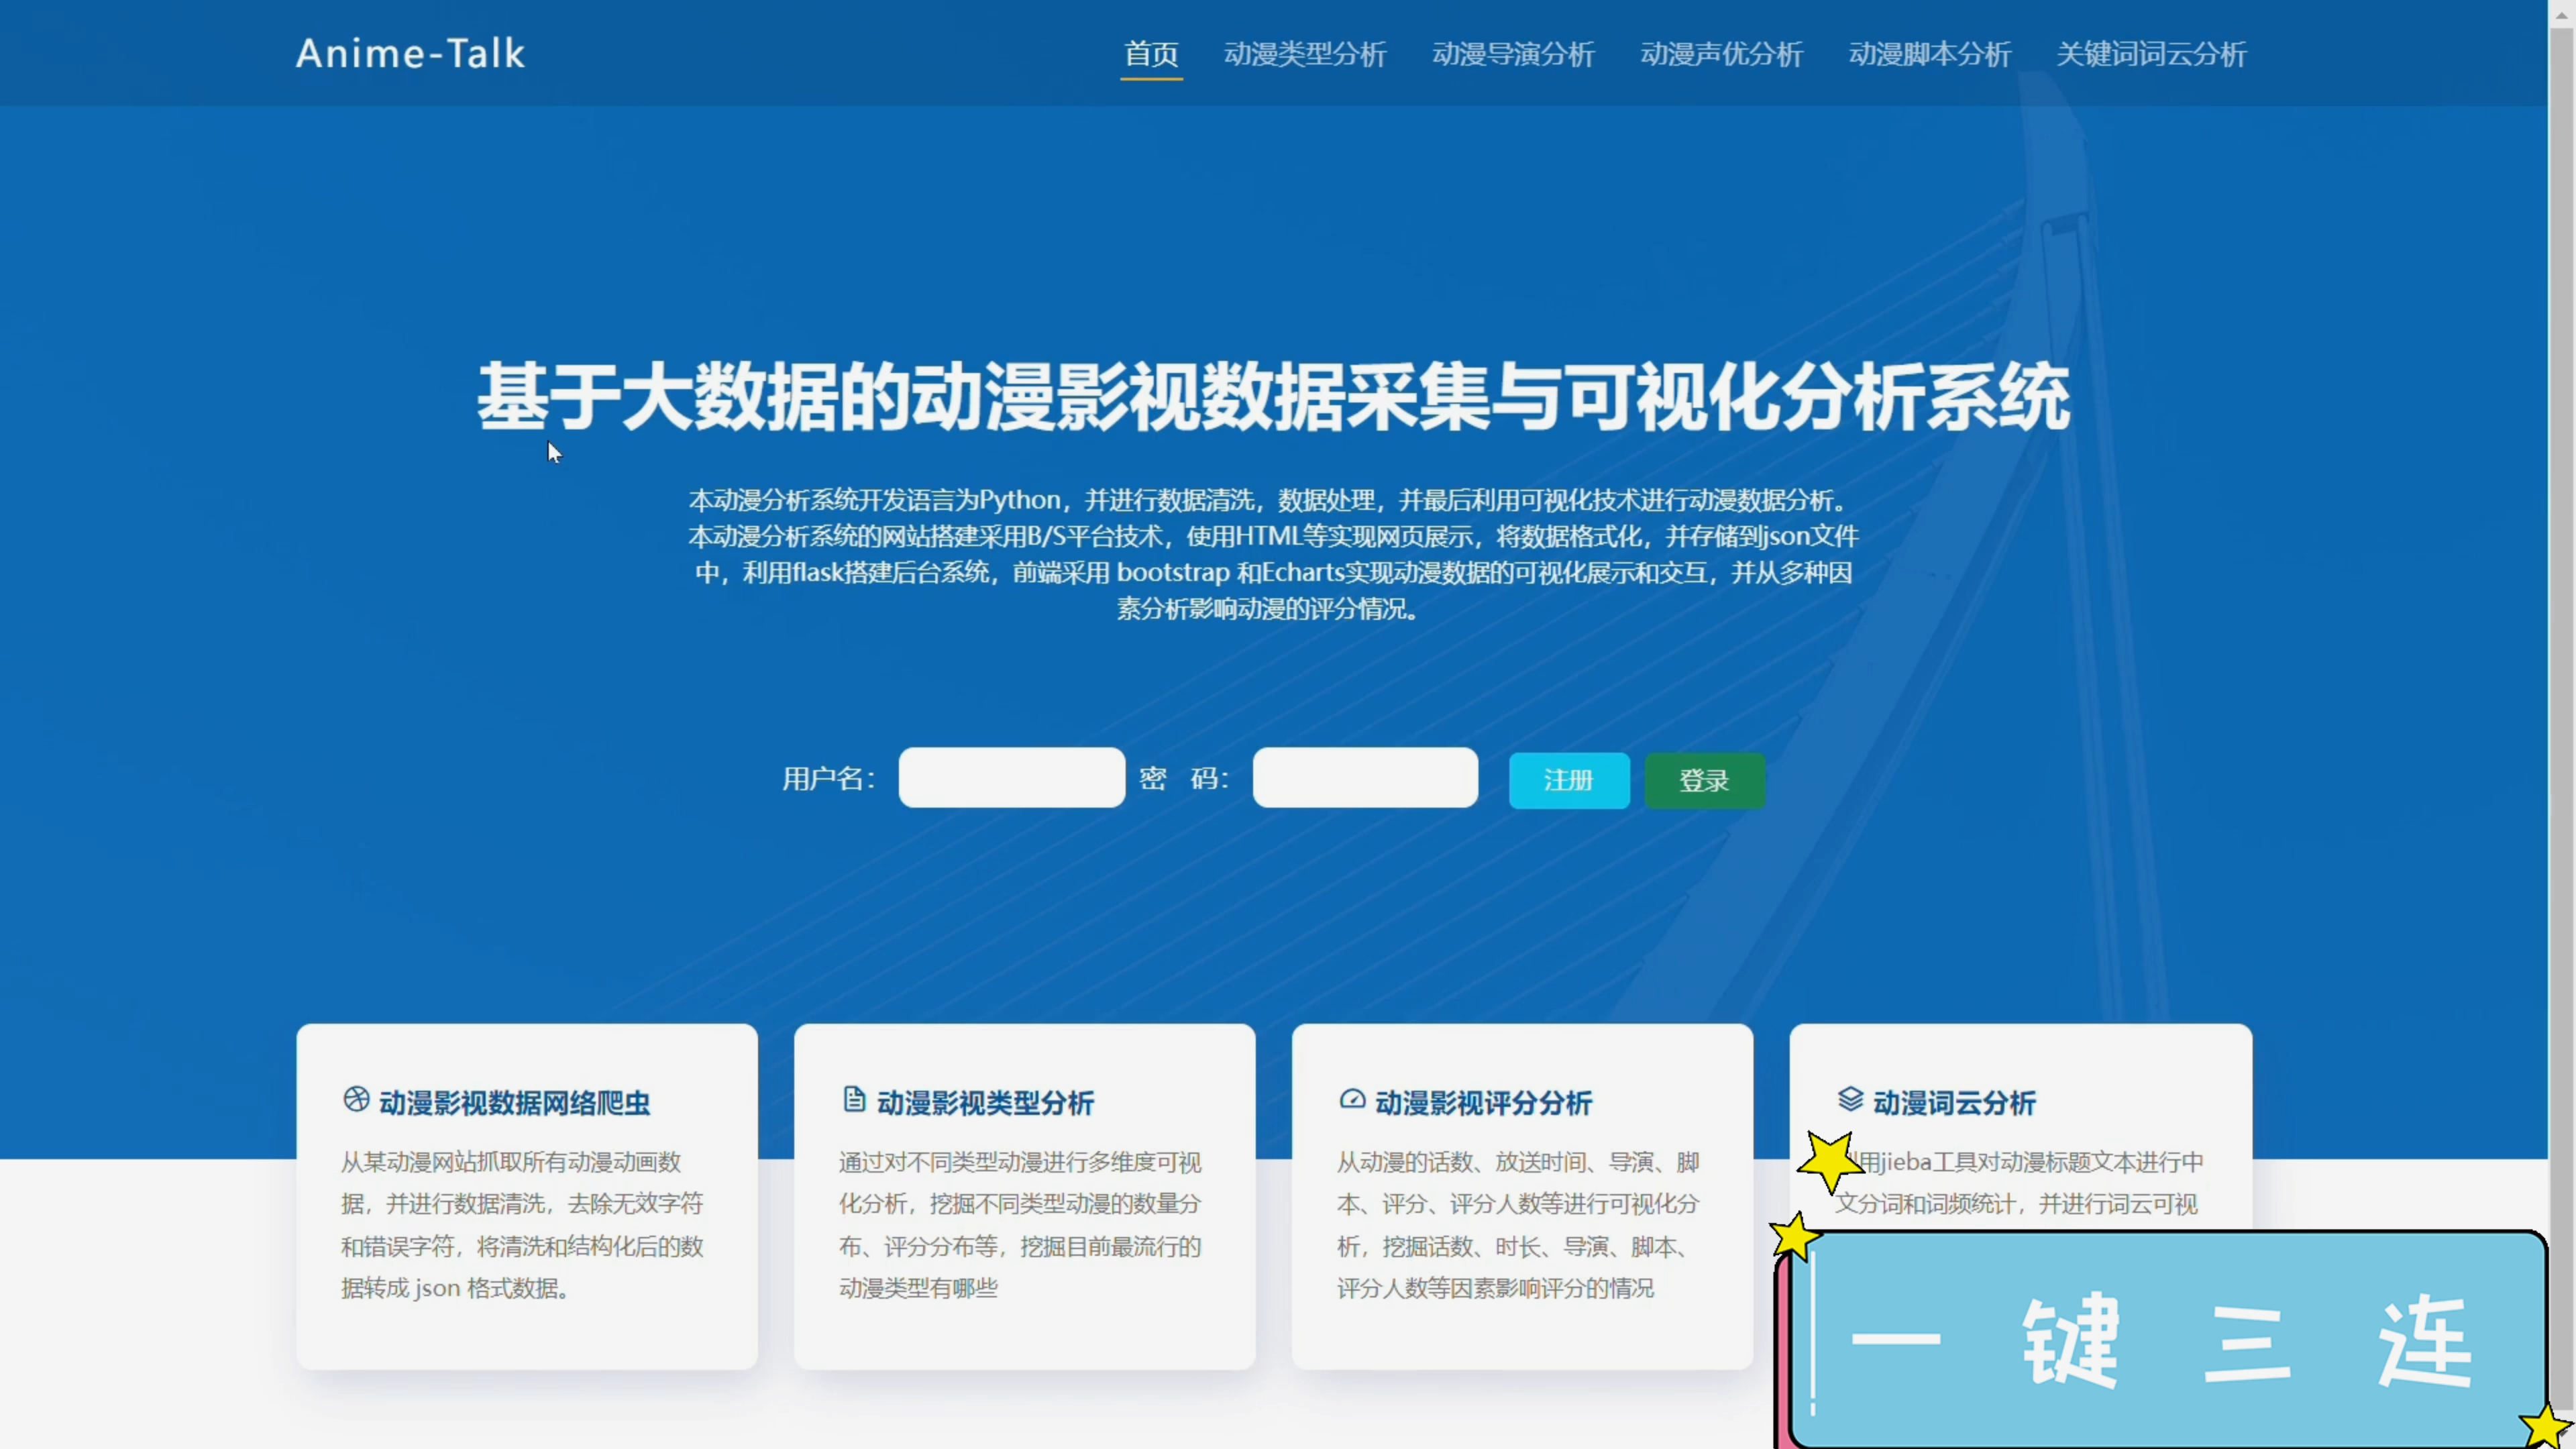 Anime-Talk
首页 动漫类型分析 动漫导演分析 动漫声优分析 动漫脚本分析 关键词词云分析
基于大数据的动漫影视数据采集与可视化分析系统
本动漫分析系统开发语言为Python，并进行数据清洗，数据处理，并最后利用可视化技术进行动漫数据分析。
本动漫分析系统的网站搭建采用B/S平台技术，使用HTML等实现网页展示，将数据格式化，并存储到json文件
中，利用flask搭建后台系统，前端采用 bootstrap 和Echarts实现动漫数据的可视化展示和交互，并从多种因
素分析影响动漫的评分情况。
用户名： 密 码： 注册 登录
动漫影视数据网络爬虫
从某动漫网站抓取所有动漫动画数
据，并进行数据清洗，去除无效字符
和错误字符，将清洗和结构化后的数
据转成 json 格式数据。
动漫影视类型分析
通过对不同类型动漫进行多维度可视
化分析，挖掘不同类型动漫的数量分
布、评分分布等，挖掘目前最流行的
动漫类型有哪些
动漫影视评分分析
从动漫的话数、放送时间、导演、脚
本、评分、评分人数等进行可视化分
析，挖掘话数、时长、导演、脚本、
评分人数等因素影响评分的情况
动漫词云分析
用jieba工具对动漫标题文本进行中
文分词和词频统计，并进行词云可视
一键三连